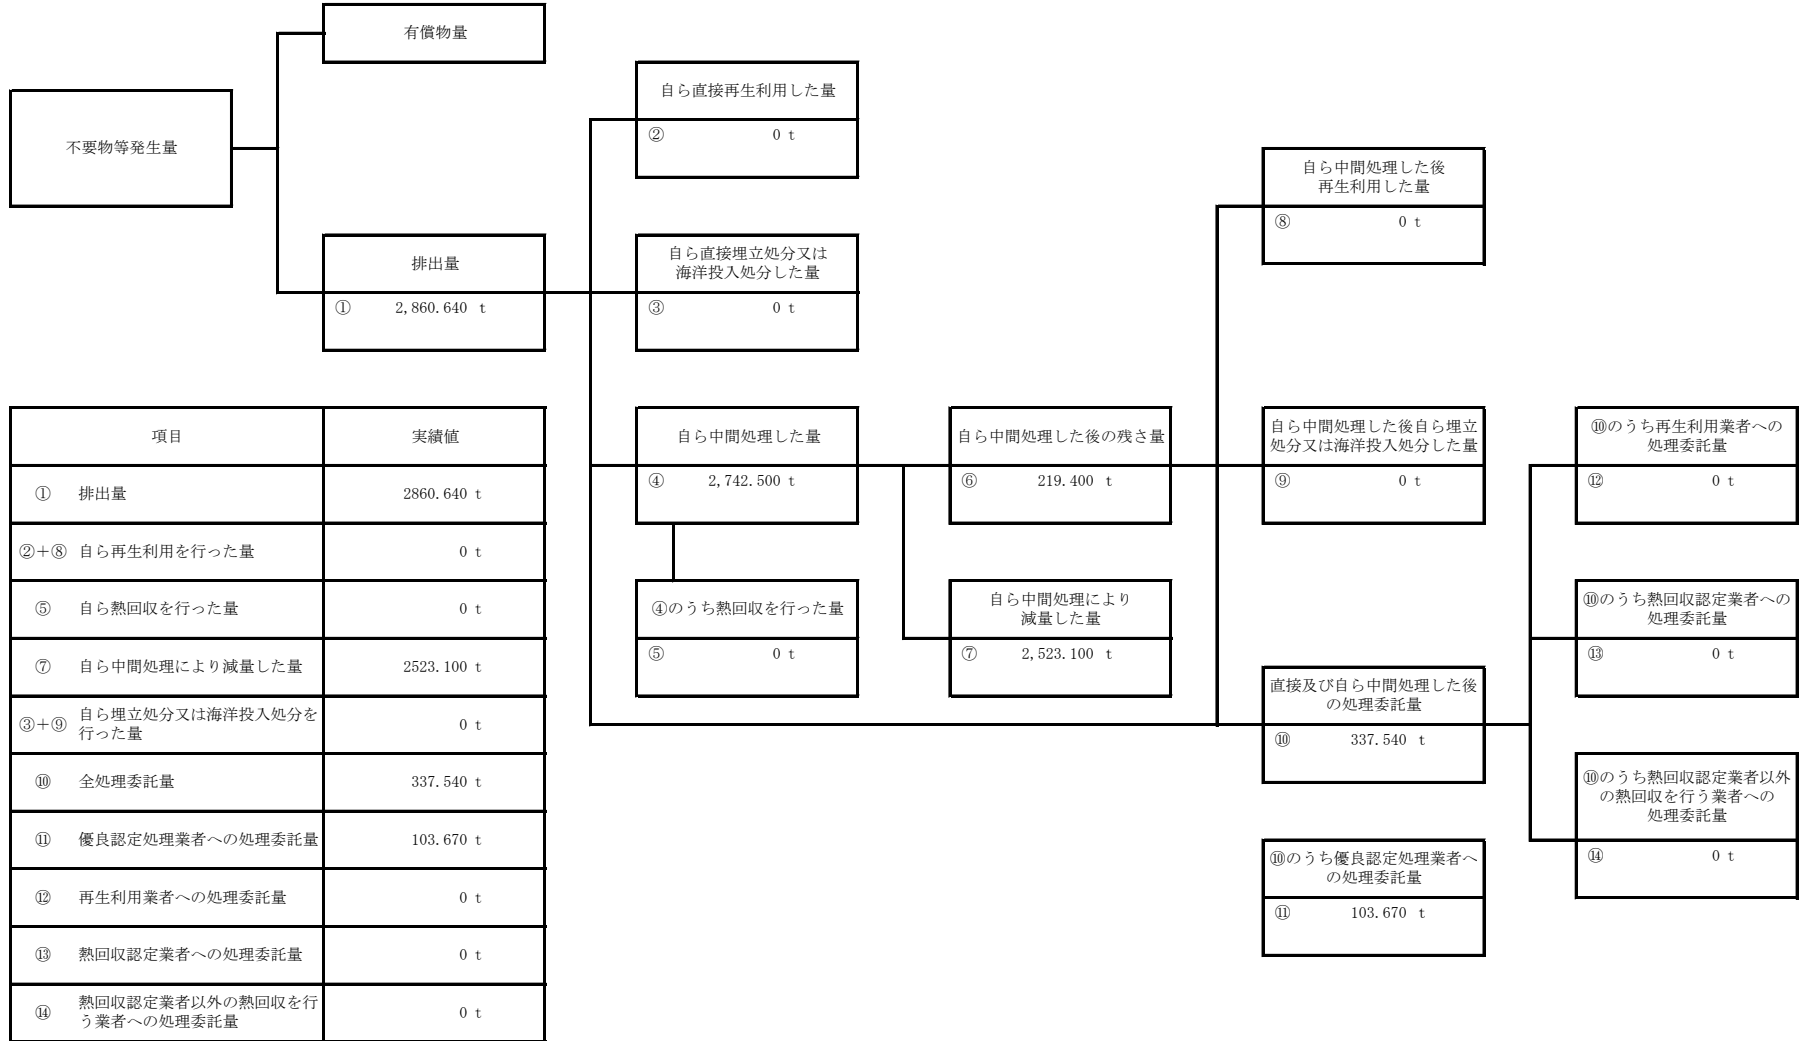 有償物量
不要物等発生量
排出量
① 2,860.640 t
自ら直接再生利用した量
② 0 t
自ら直接埋立処分又は
海洋投入処分した量
③ 0 t
自ら中間処理した量
④ 2,742.500 t
④のうち熱回収を行った量
⑤ 0 t
自ら中間処理した後の残さ量
⑥ 219.400 t
自ら中間処理により
減量した量
⑦ 2,523.100 t
自ら中間処理した後
再生利用した量
⑧ 0 t
自ら中間処理した後自ら埋立
処分又は海洋投入処分した量
⑨ 0 t
直接及び自ら中間処理した後
の処理委託量
⑩ 337.540 t
⑩のうち優良認定処理業者へ
の処理委託量
⑪ 103.670 t
⑩のうち再生利用業者への
処理委託量
⑫ 0 t
⑩のうち熱回収認定業者への
処理委託量
⑬ 0 t
⑩のうち熱回収認定業者以外
の熱回収を行う業者への
処理委託量
⑭ 0 t
項目 実績値
① 排出量 2860.640 t
②＋⑧ 自ら再生利用を行った量 0 t
⑤ 自ら熱回収を行った量 0 t
⑦ 自ら中間処理により減量した量 2523.100 t
③＋⑨ 自ら埋立処分又は海洋投入処分を
行った量 0 t
⑩ 全処理委託量 337.540 t
⑪ 優良認定処理業者への処理委託量 103.670 t
⑫ 再生利用業者への処理委託量 0 t
⑬ 熱回収認定業者への処理委託量 0 t
⑭ 熱回収認定業者以外の熱回収を行
う業者への処理委託量 0 t